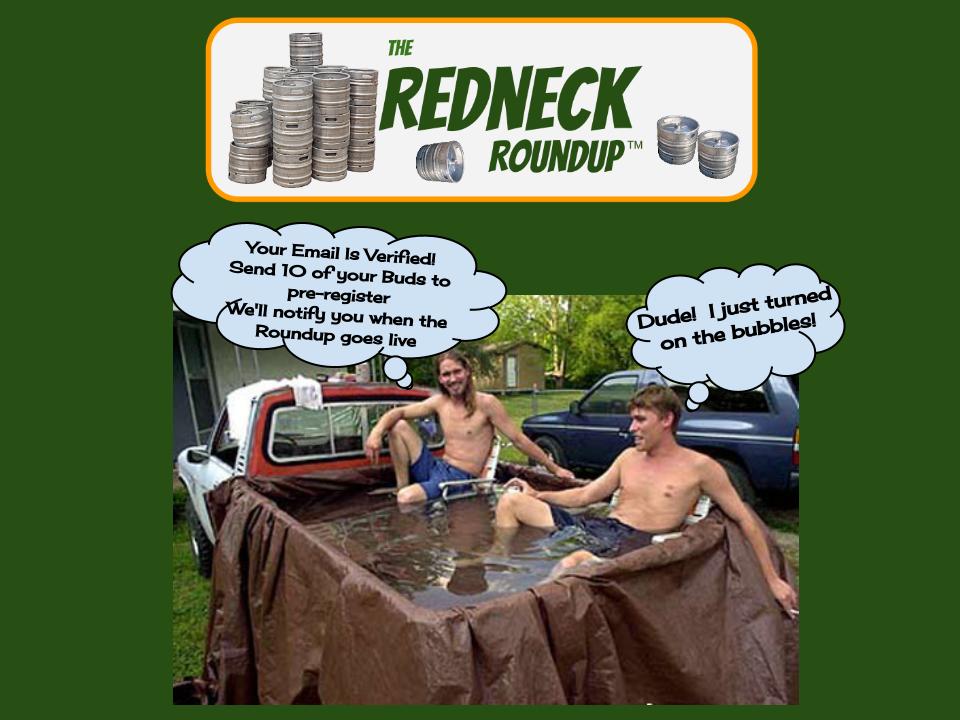 THE
REDNECK
ROUNDUP™
Your Email Is Verified!
Send 10 of your Buds to
pre-register
We'll notify you when the
Roundup goes live
Dude! I just turned
on the bubbles!